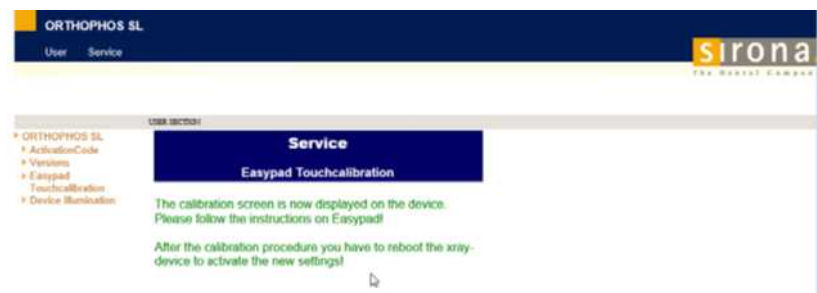 ORTHOPHOS SL
User Service
sirona.
The Dental Company
USER SECTION
ORTHOPHOS SL
ActivationCode
Versions
Easypad
Touchcalibration
Device Illumination
Service
Easypad Touchcalibration
The calibration screen is now displayed on the device.
Please follow the instructions on Easypad!
After the calibration procedure you have to reboot the xray-
device to activate the new settings!